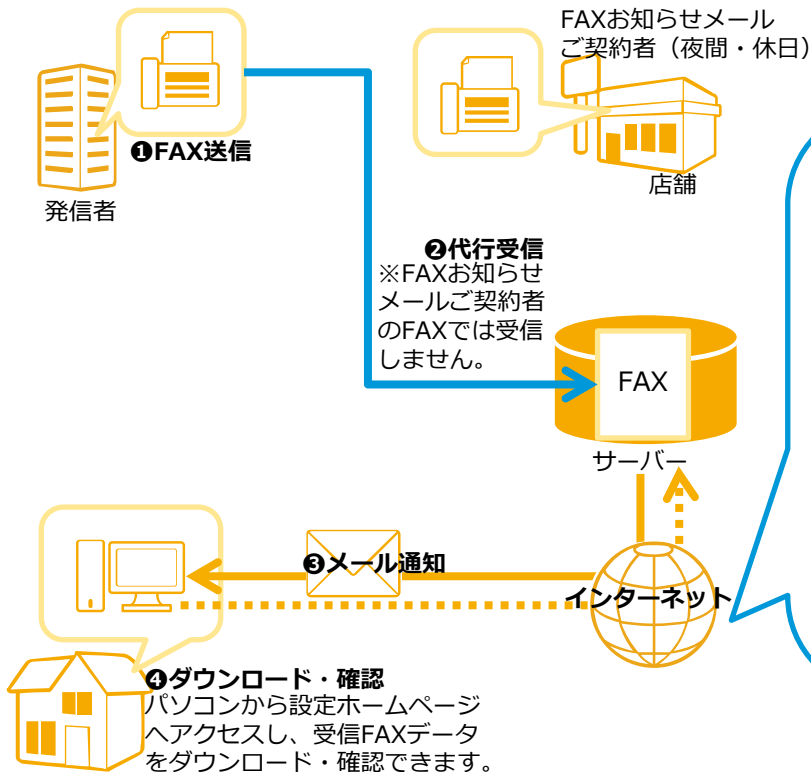 FAXお知らせメール
ご契約者（夜間・休日）
❶FAX送信
発信者
店舗
❷代行受信
※FAXお知らせ
メールご契約者
のFAXでは受信
しません。
FAX
サーバー
❸メール通知
インターネット
❹ダウンロード・確認
パソコンから設定ホームページ
へアクセスし、受信FAXデータ
をダウンロード・確認できます。